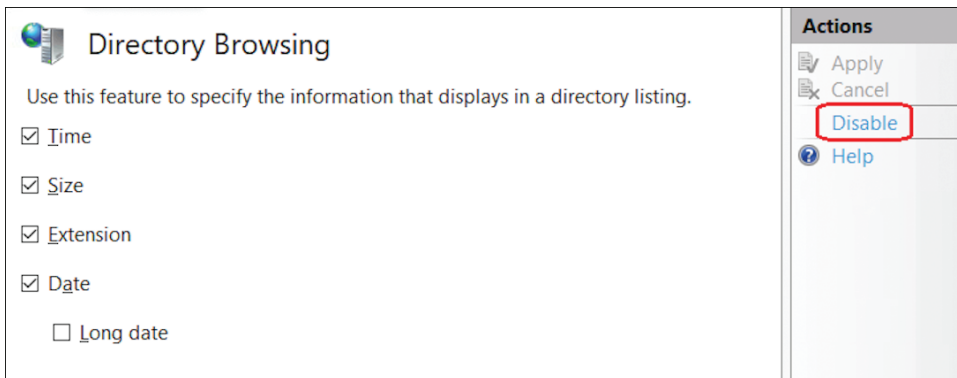 Directory Browsing
Use this feature to specify the information that displays in a directory listing.
Time
Size
Extension
Date
Long date
Actions
Apply
Cancel
Disable
Help